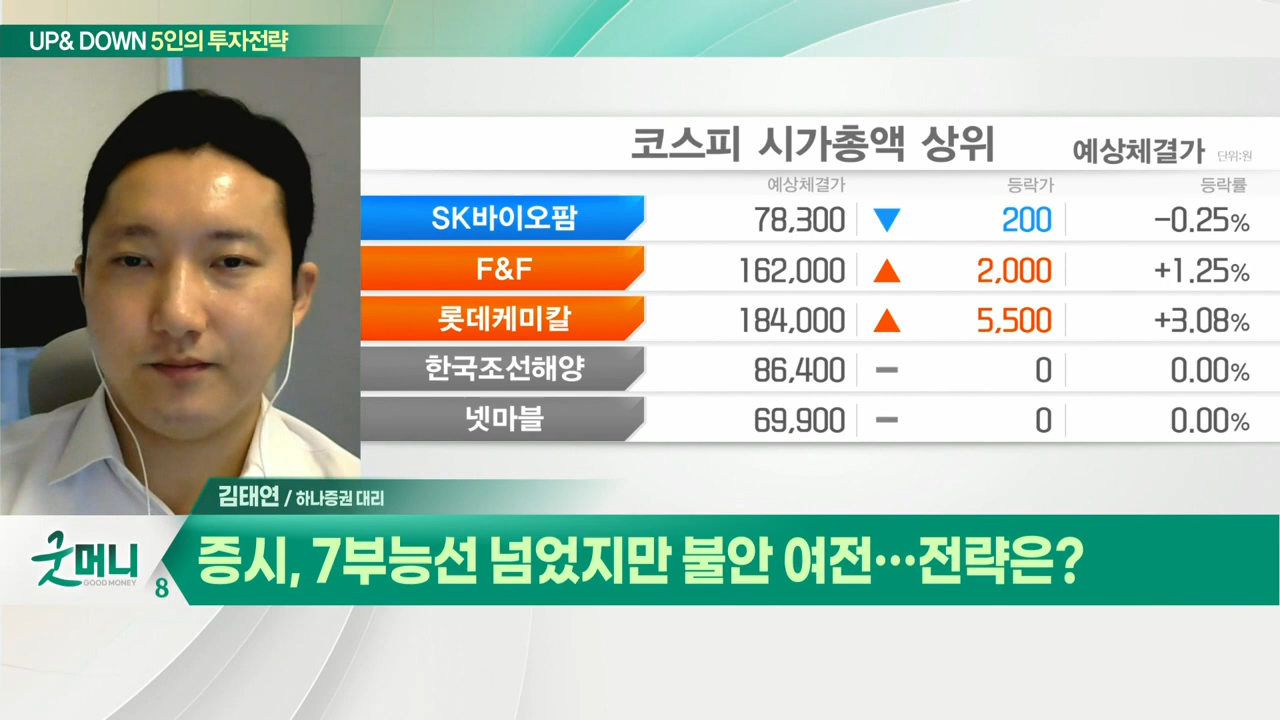 UP& DOWN 5인의 투자전략
코스피 시가총액 상위 예상체결가 단위:원
예상체결가 등락가 등락률
SK바이오팜 78,300 ▼ 200 -0.25%
F&F 162,000 ▲ 2,000 +1.25%
롯데케미칼 184,000 ▲ 5,500 +3.08%
한국조선해양 86,400 - 0 0.00%
넷마블 69,900 - 0 0.00%
김태연 / 하나증권 대리
굿머니
GOOD MONEY
8
증시, 7부능선 넘었지만 불안 여전…전략은?